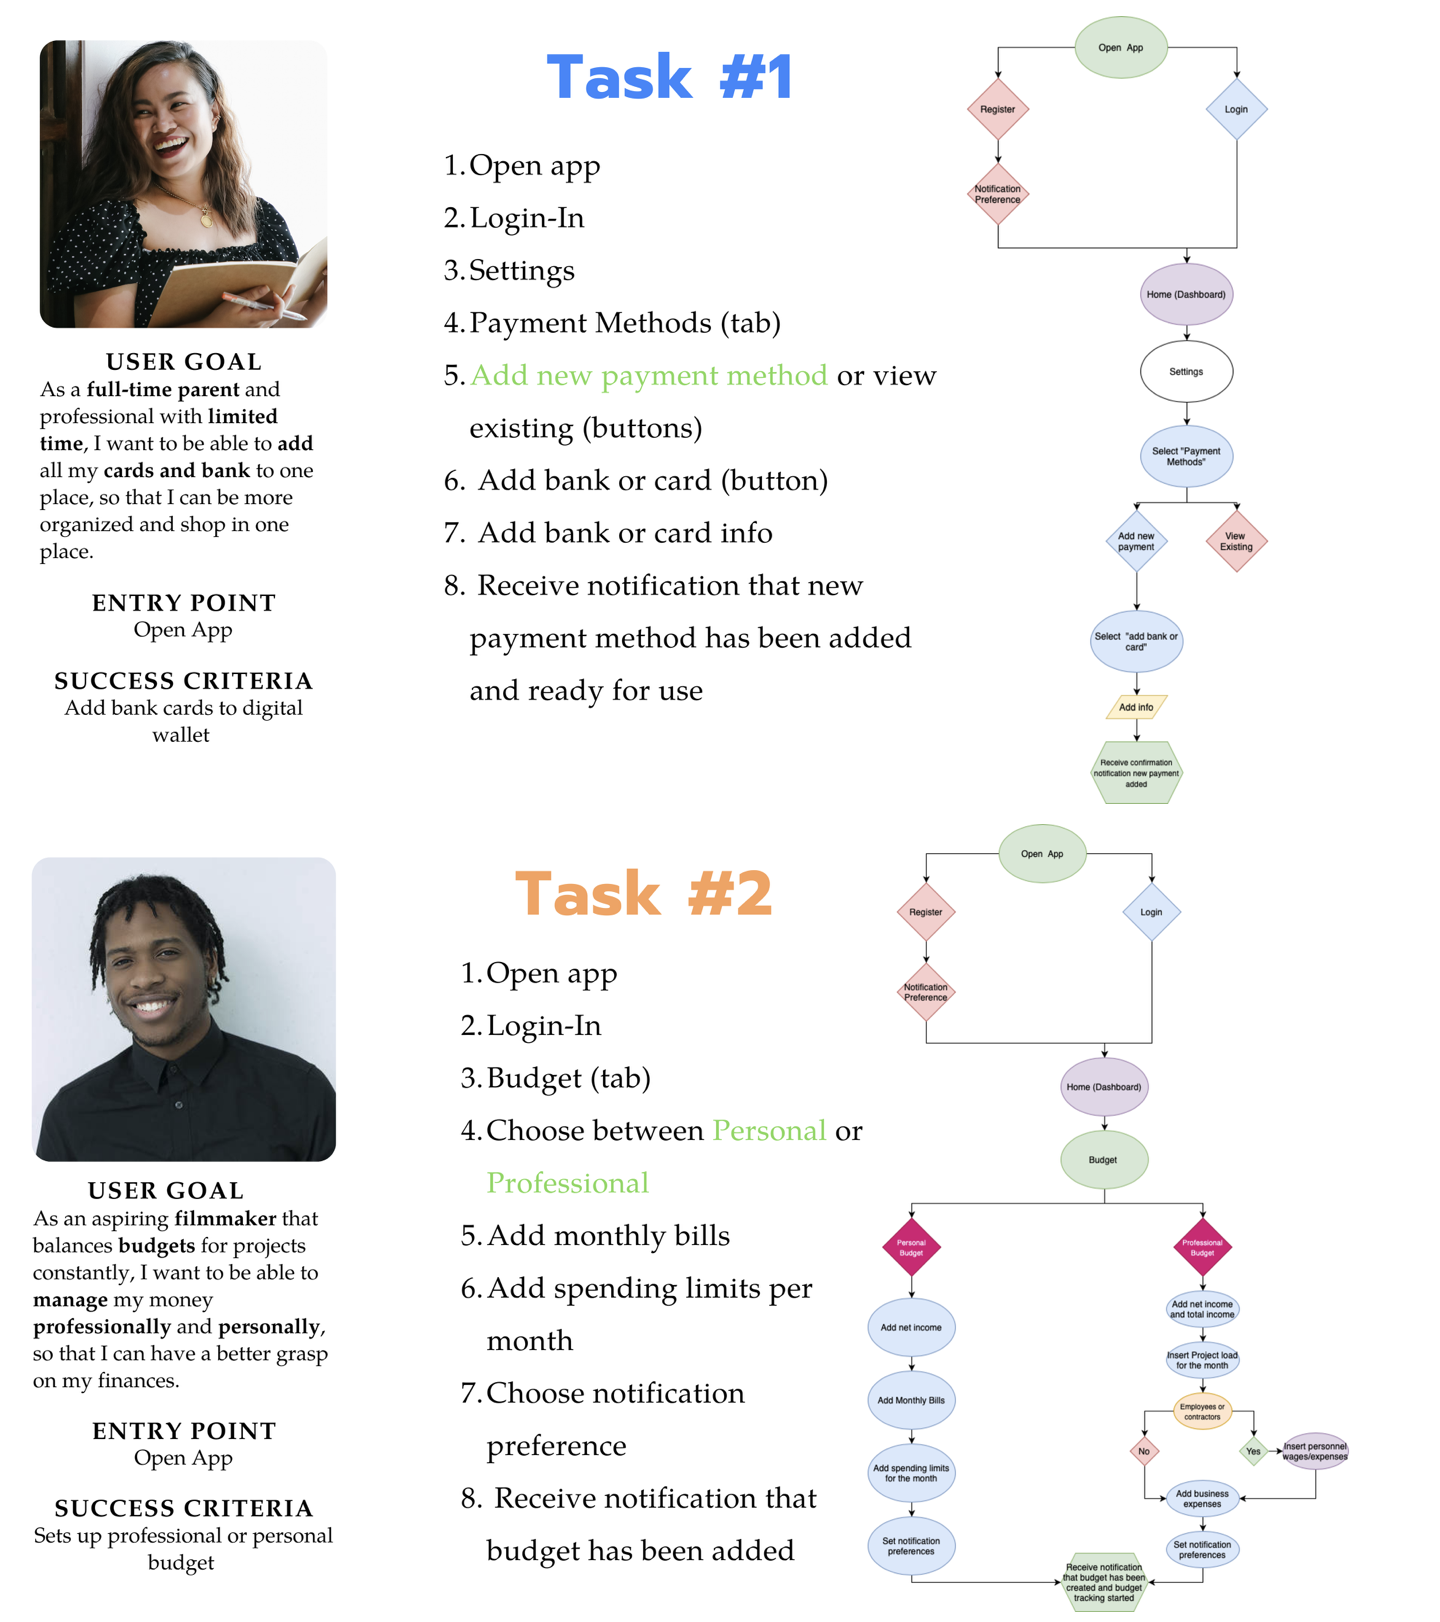 Task #1
USER GOAL
As a full-time parent and
professional with limited
time, I want to be able to add
all my cards and bank to one
place, so that I can be more
organized and shop in one
place.
ENTRY POINT
Open App
SUCCESS CRITERIA
Add bank cards to digital
wallet
1. Open app
2. Login-In
3. Settings
4. Payment Methods (tab)
5. Add new payment method or view
existing (buttons)
6. Add bank or card (button)
7. Add bank or card info
8. Receive notification that new
payment method has been added
and ready for use
Open App
Register
Login
Notification
Preference
Home (Dashboard)
Settings
Select "Payment
Methods"
Add new
payment
View
Existing
Select "add bank or
card"
Add info
Receive confirmation
notification new payment
added
Task #2
USER GOAL
As an aspiring filmmaker that
balances budgets for projects
constantly, I want to be able to
manage my money
professionally and personally,
so that I can have a better grasp
on my finances.
ENTRY POINT
Open App
SUCCESS CRITERIA
Sets up professional or personal
budget
1. Open app
2. Login-In
3. Budget (tab)
4. Choose between Personal or
Professional
5. Add monthly bills
6. Add spending limits per
month
7. Choose notification
preference
8. Receive notification that
budget has been added
Open App
Register
Login
Notification
Preference
Home (Dashboard)
Budget
Personal
Budget
Professional
Budget
Add net income
Add Monthly Bills
Add spending limits
for the month
Set notification
preferences
Add net income
and total income
Insert Project load
for the month
Employees or
contractors
No
Yes
Insert personnel
wages/expenses
Add business
expenses
Set notification
preferences
Receive notification
that budget has been
created and budget
tracking started